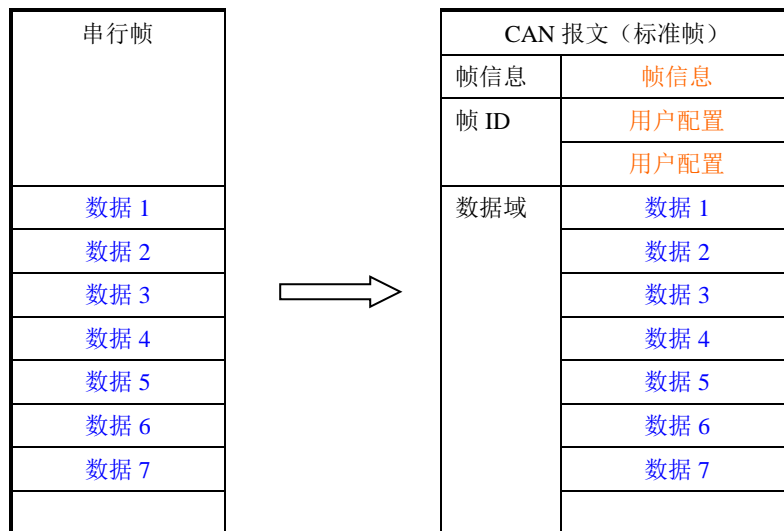 串行帧
CAN 报文（标准帧）
帧信息 帧信息
帧 ID 用户配置
用户配置
数据 1 数据域 数据 1
数据 2 数据 2
数据 3 数据 3
数据 4 数据 4
数据 5 数据 5
数据 6 数据 6
数据 7 数据 7